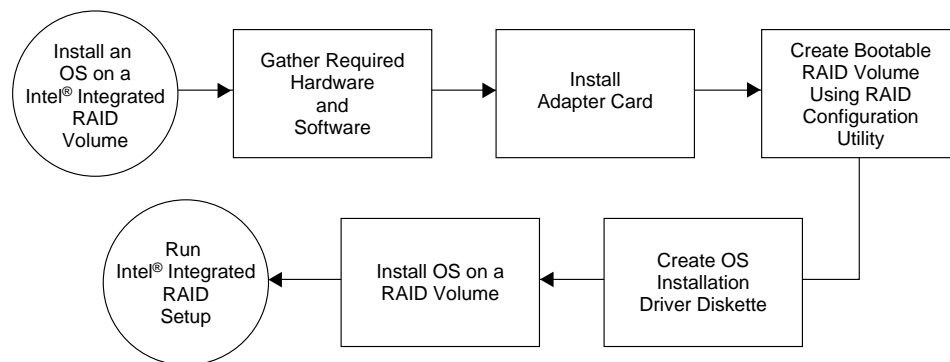 Install an
OS on a
Intel® Integrated
RAID
Volume
Gather Required
Hardware
and
Software
Install
Adapter Card
Create Bootable
RAID Volume
Using RAID
Configuration
Utility
Create OS
Installation
Driver Diskette
Install OS on a
RAID Volume
Run
Intel® Integrated
RAID
Setup